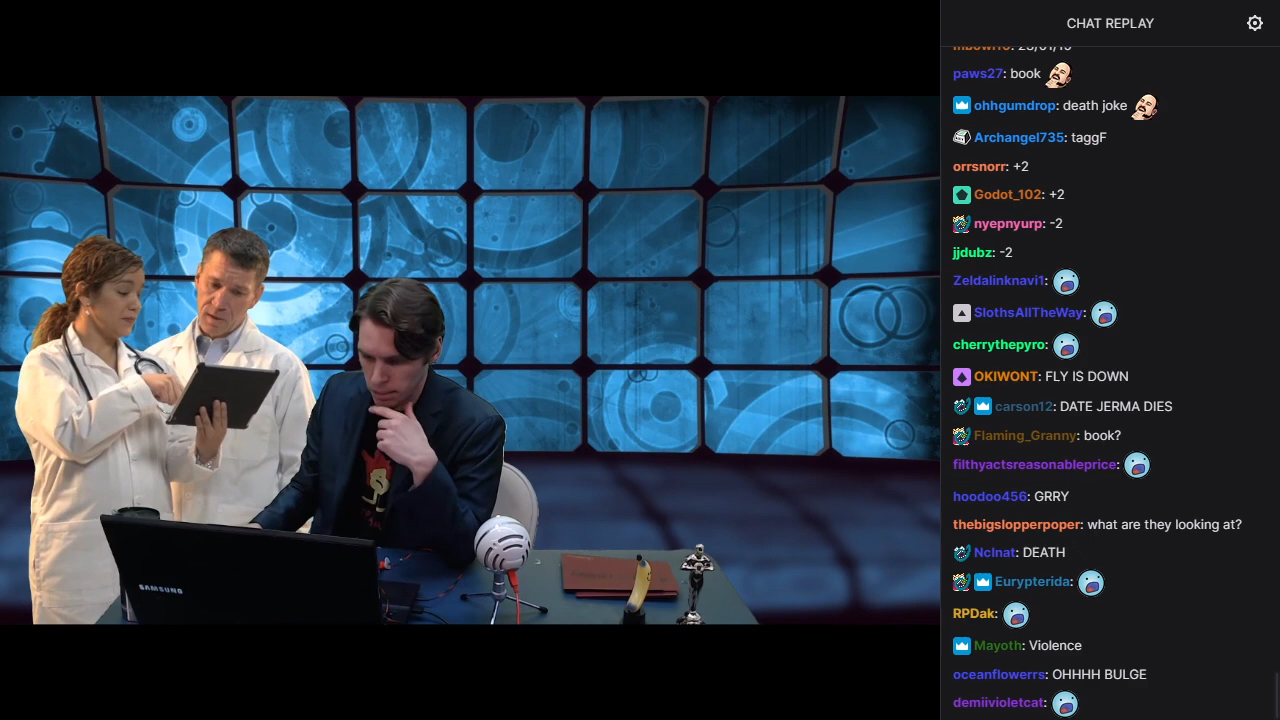 CHAT REPLAY
paws27: book
ohhgumdrop: death joke
Archangel735: taggF
orrsnorr: +2
Godot_102: +2
nyepnyurp: -2
jjdubz: -2
Zeldalinknavi1:
SlothsAllTheWay:
cherrythepyro:
OKIWONT: FLY IS DOWN
carson12: DATE JERMA DIES
Flaming_Granny: book?
filthyactsreasonableprice:
hoodoo456: GRRY
thebigslopperpoper: what are they looking at?
Nclnat: DEATH
Eurypterida:
RPDak:
Mayoth: Violence
oceanflowerrs: OHHHH BULGE
demiivioletcat:
SAMSUNG